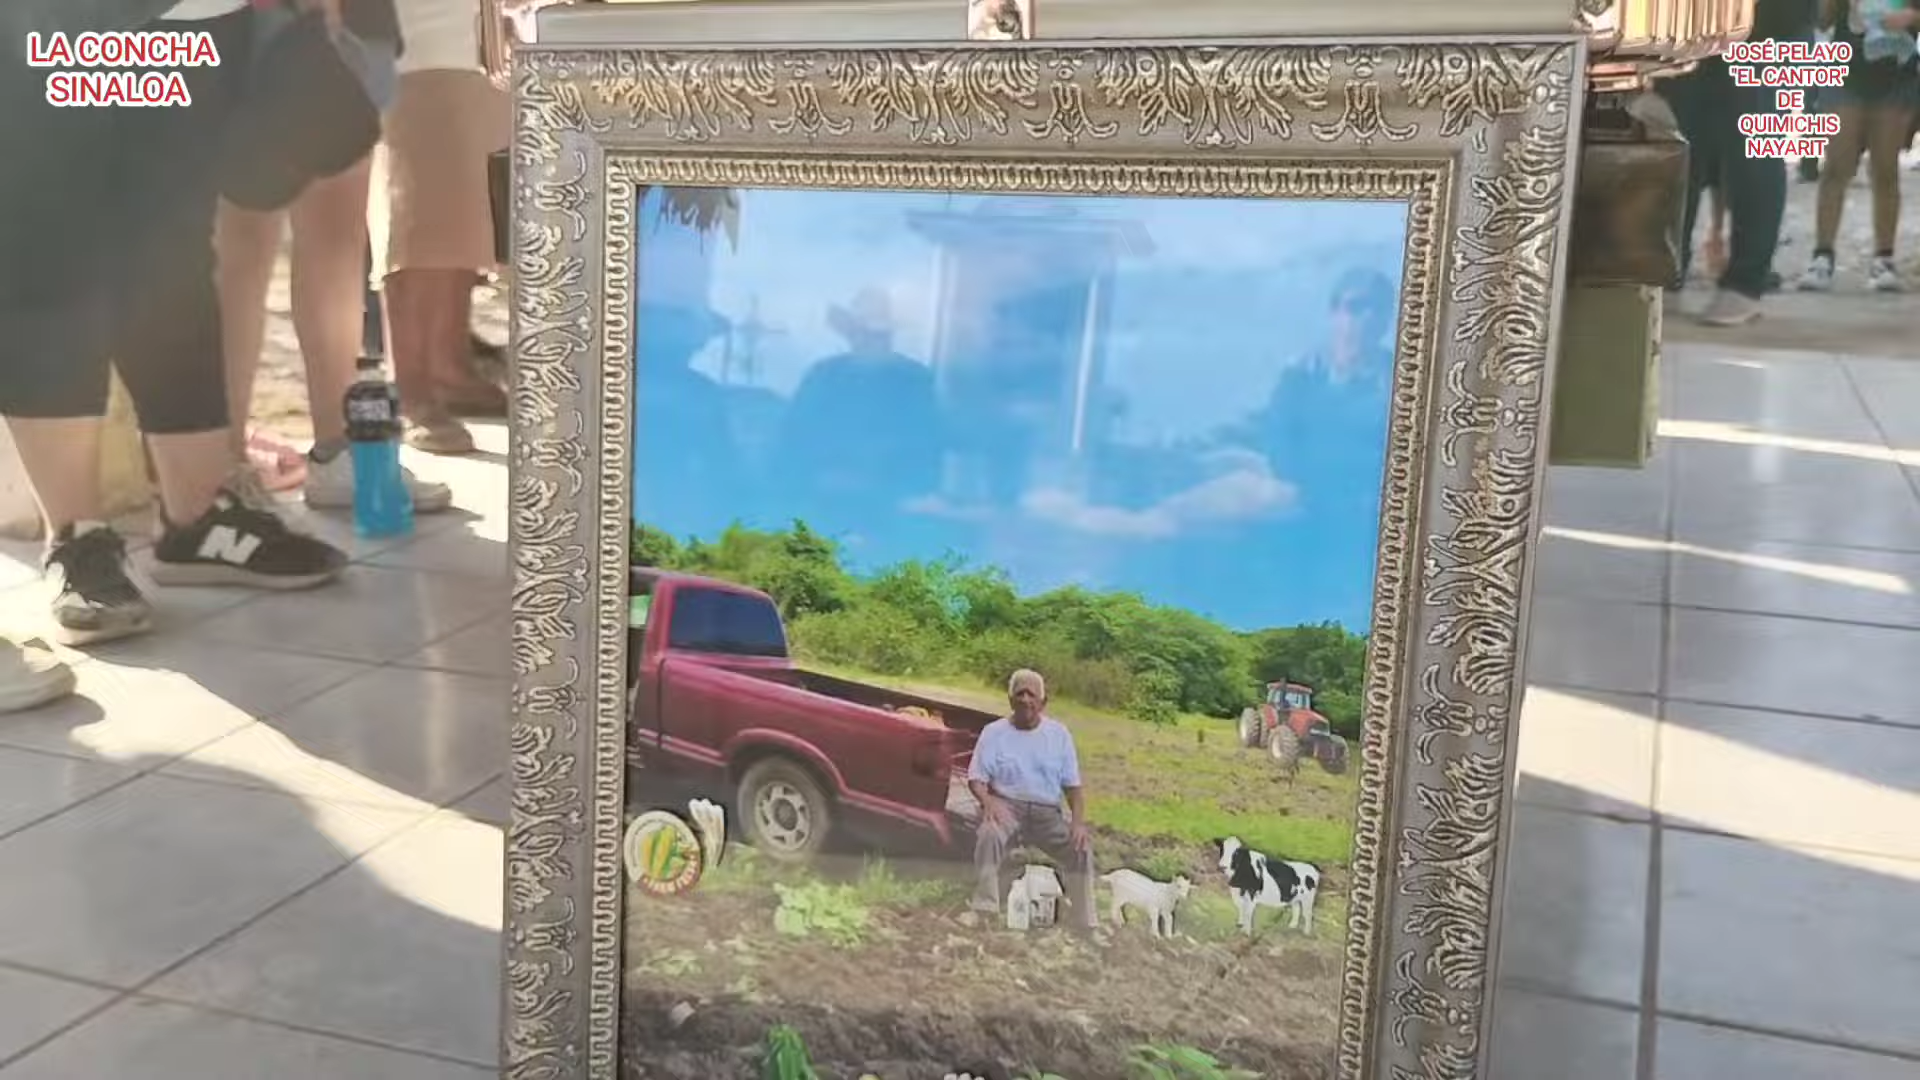 LA CONCHA
SINALOA
JOSÉ PELAYO
"EL CANTOR"
DE
QUIMICHIS
NAYARIT
N